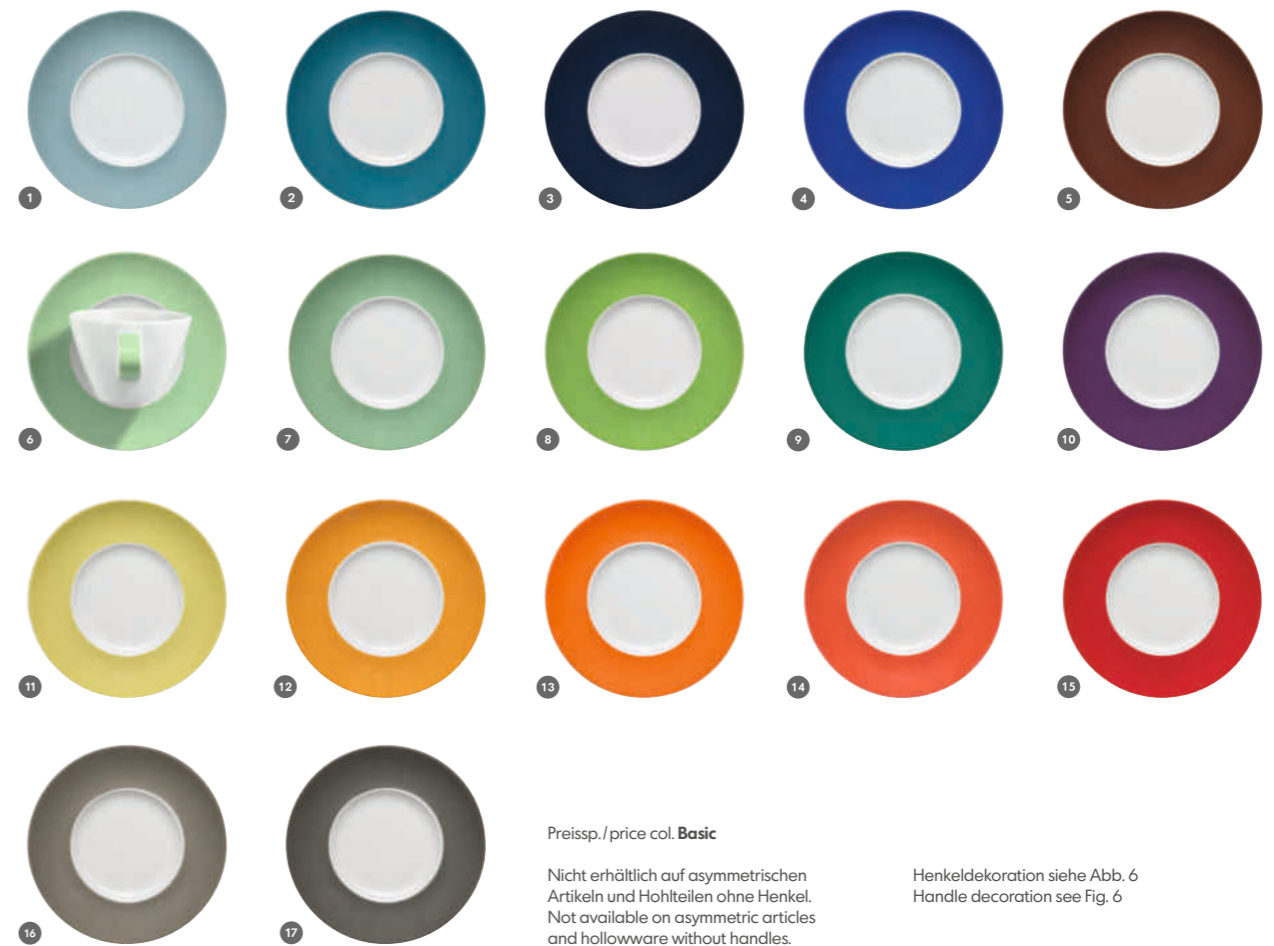 1
2
3
4
5
6
7
8
9
10
11
12
13
14
15
16
17
Preissp./price col. Basic
Nicht erhältlich auf asymmetrischen
Artikeln und Hohlteilen ohne Henkel.
Not available on asymmetric articles
and hollowware without handles.
Henkeldekoration siehe Abb. 6
Handle decoration see Fig. 6